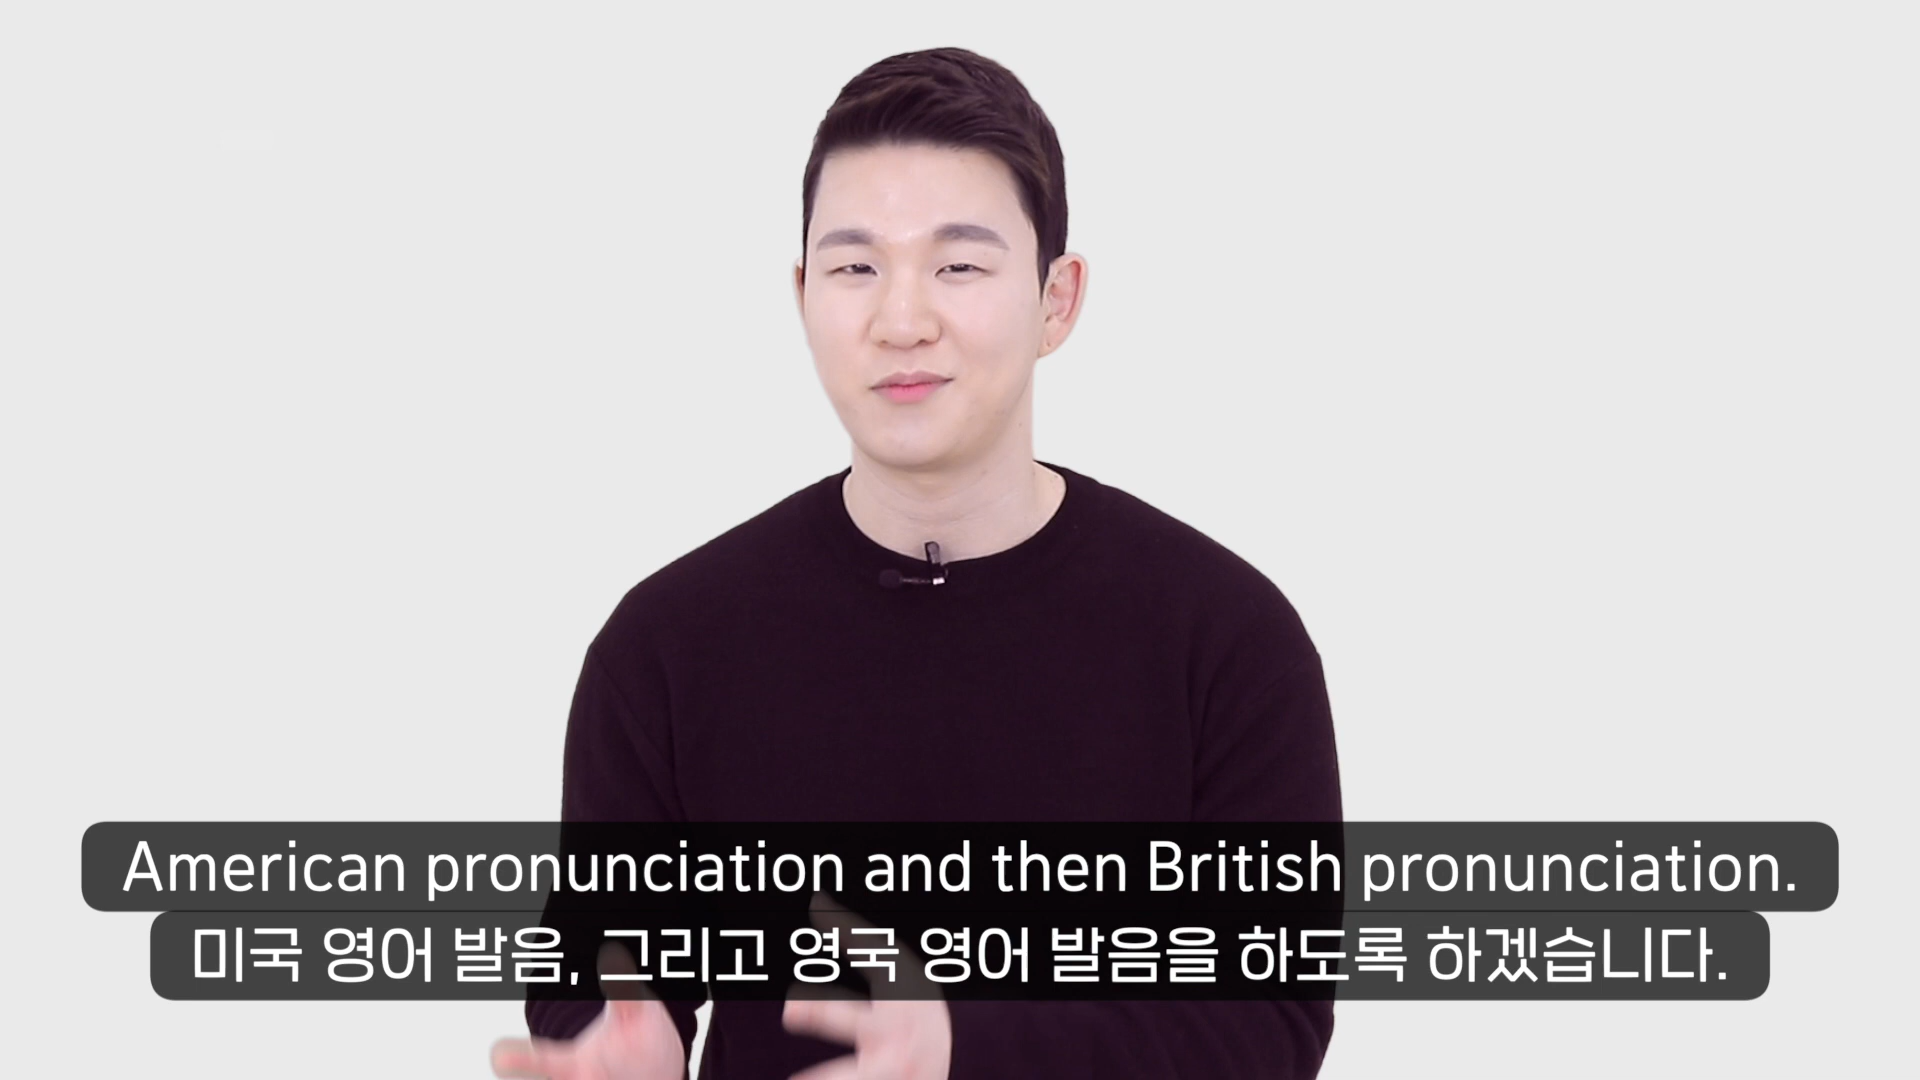 American pronunciation and then British pronunciation.
미국 영어 발음, 그리고 영국 영어 발음을 하도록 하겠습니다.